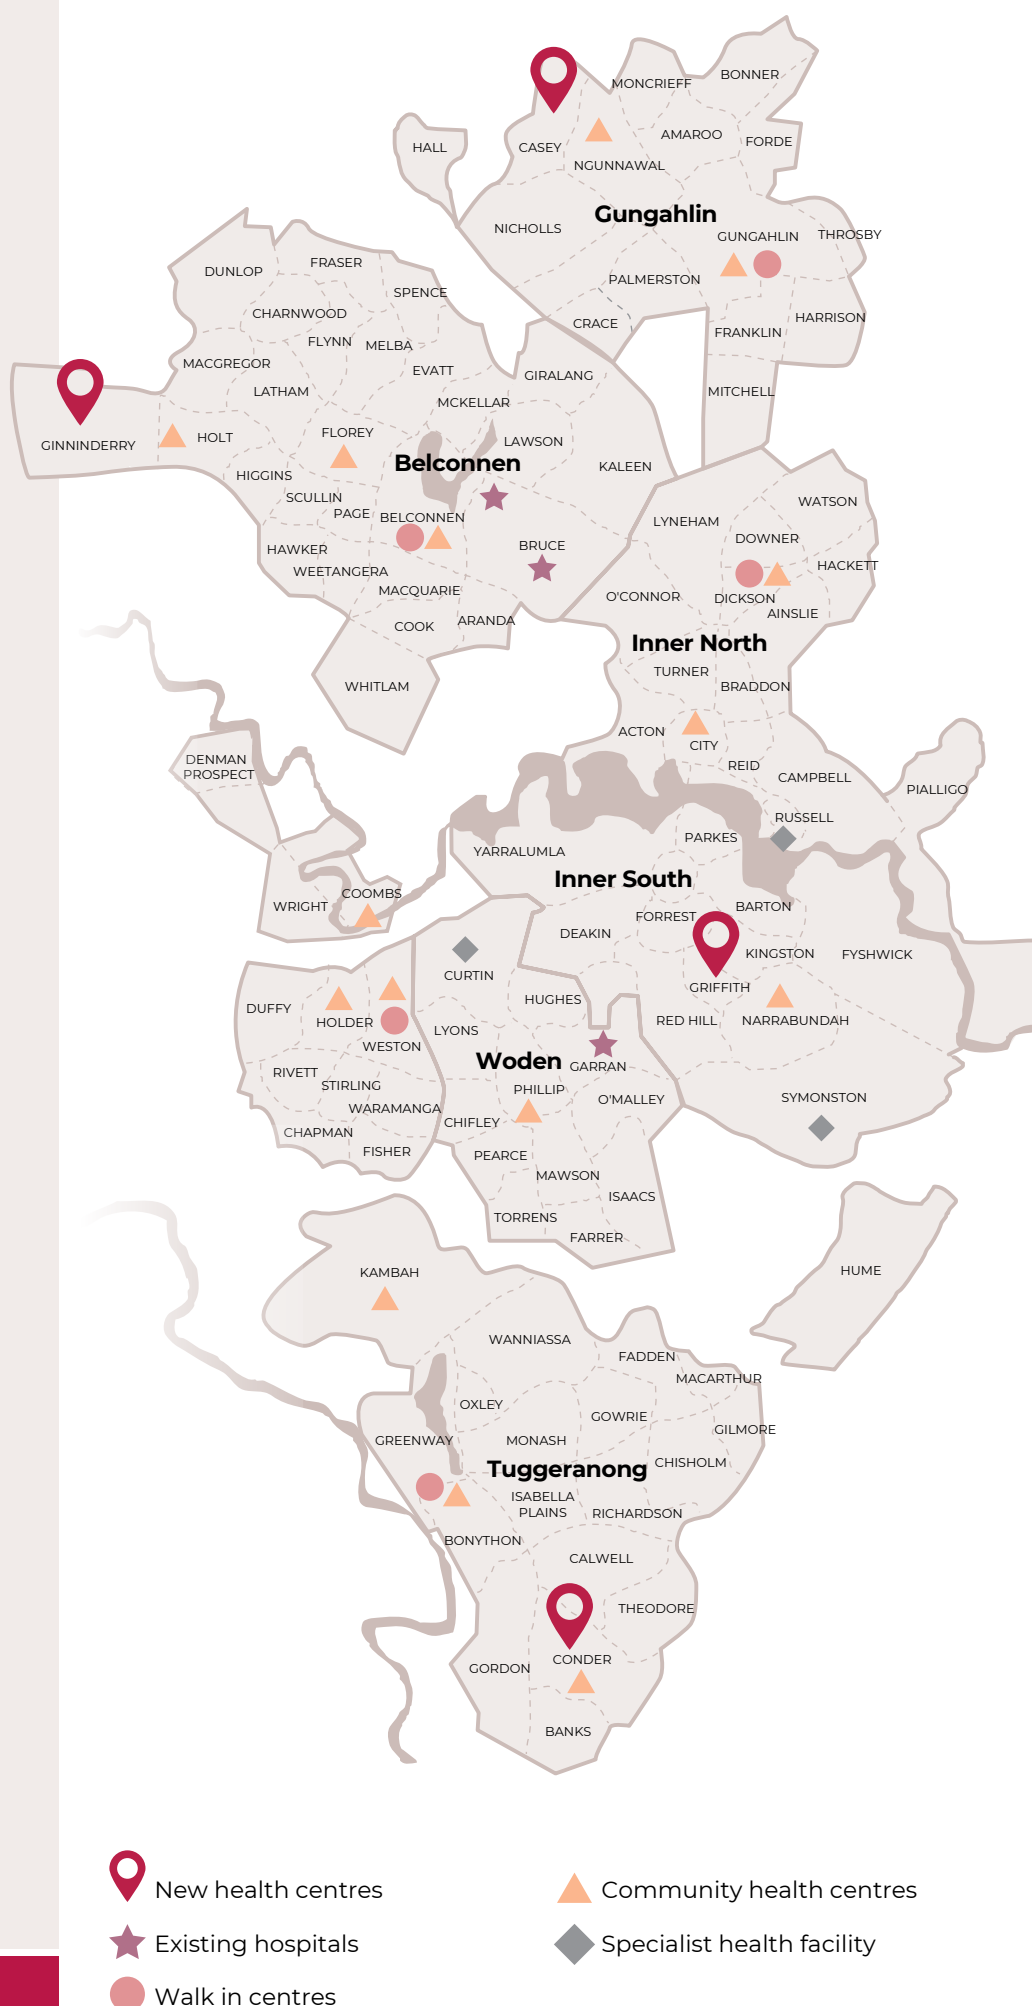 MONCRIEFF
BONNER
HALL
CASEY
AMAROO
FORDE
NGUNNAWAL
Gungahlin
NICHOLLS
GUNGAHLIN
THROSBY
PALMERSTON
CRACE
FRANKLIN
HARRISON
MITCHELL
DUNLOP
FRASER
SPENCE
CHARNWOOD
FLYNN
MELBA
MACGREGOR
EVATT
GIRALANG
LATHAM
MCKELLAR
GINNINDERRY
HOLT
FLOREY
LAWSON
Belconnen
KALEEN
HIGGINS
SCULLIN
PAGE
BELCONNEN
HAWKER
BRUCE
WEETANGERA
MACQUARIE
COOK
ARANDA
WHITLAM
WATSON
LYNEHAM
DOWNER
HACKETT
O'CONNOR
DICKSON
AINSLIE
Inner North
TURNER
BRADDON
ACTON
CITY
REID
CAMPBELL
PIALLIGO
RUSSELL
DENMAN
PROSPECT
WRIGHT
COOMBS
YARRALUMLA
PARKES
Inner South
FORREST
BARTON
DEAKIN
KINGSTON
FYSHWICK
GRIFFITH
RED HILL
NARRABUNDAH
SYMONSTON
CURTIN
HUGHES
DUFFY
HOLDER
LYONS
WESTON
Woden
GARRAN
RIVETT
STIRLING
PHILLIP
O'MALLEY
WARAMANGA
CHIFLEY
CHAPMAN
FISHER
PEARCE
MAWSON
ISAACS
TORRENS
FARRER
HUME
KAMBAH
WANNIASSA
FADDEN
MACARTHUR
OXLEY
GOWRIE
GILMORE
GREENWAY
MONASH
CHISHOLM
Tuggeranong
ISABELLA
PLAINS
RICHARDSON
BONYTHON
CALWELL
THEODORE
CONDER
GORDON
BANKS
New health centres
Existing hospitals
Walk in centres
Community health centres
Specialist health facility